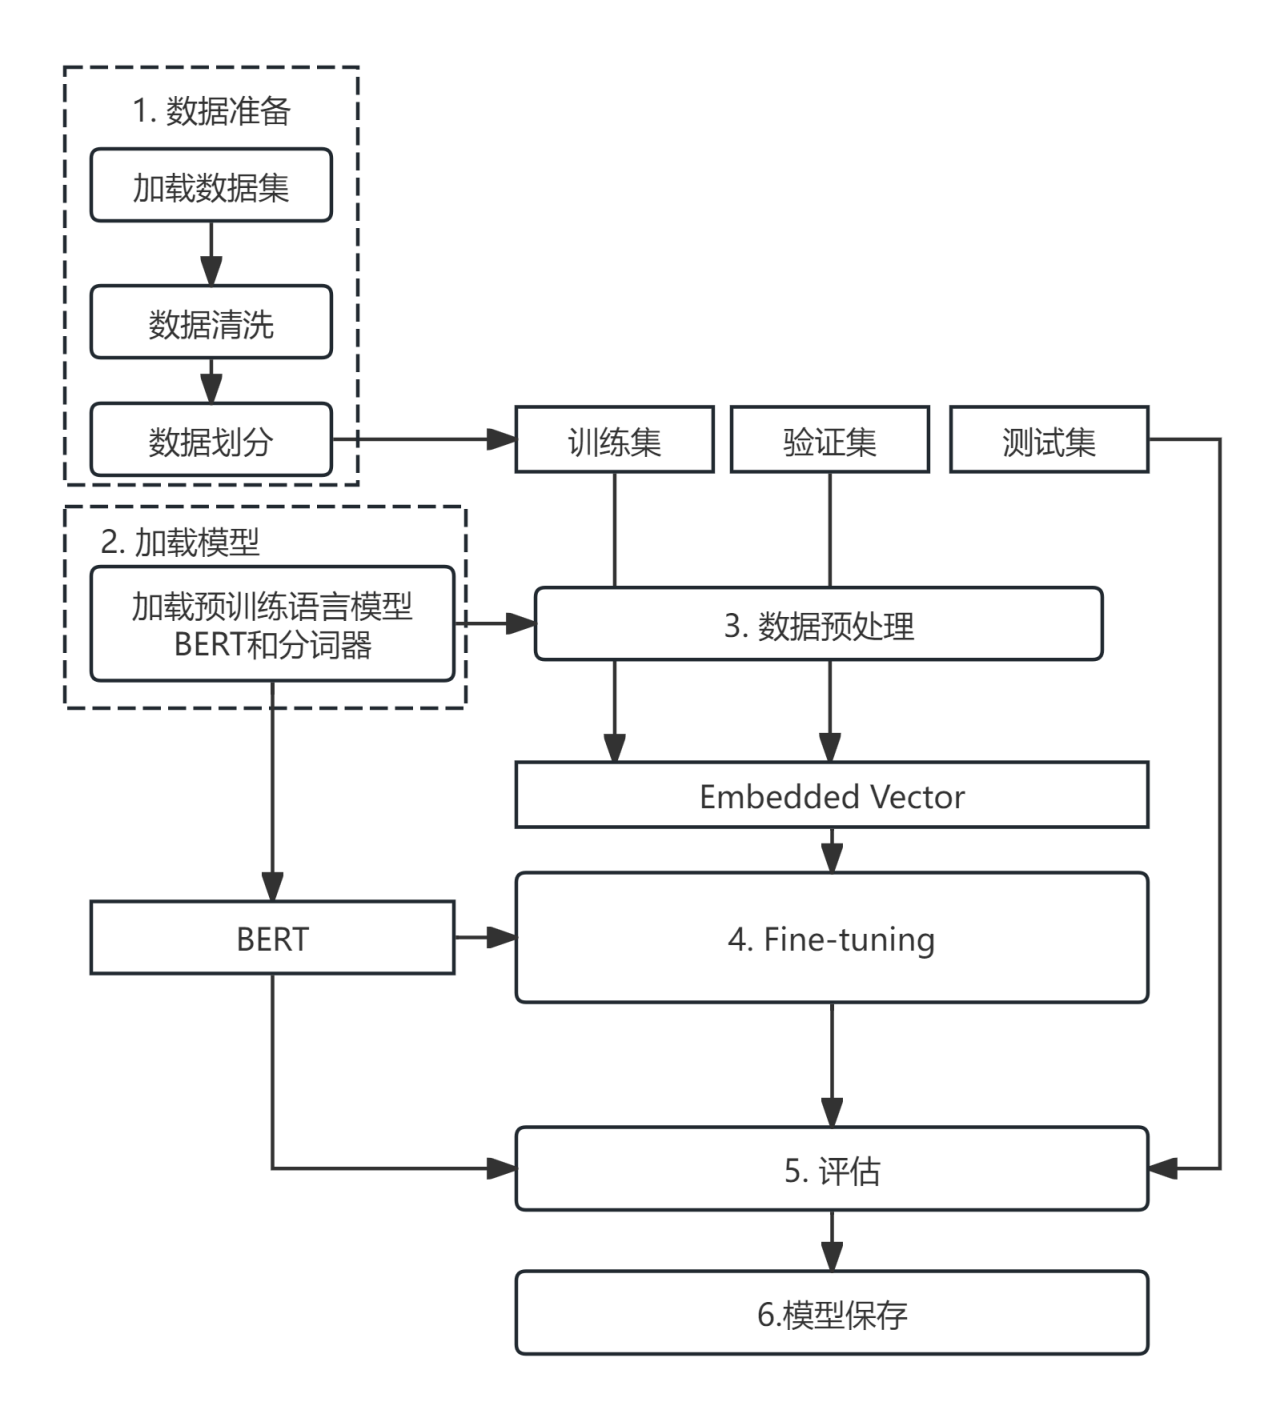 1. 数据准备
加载数据集
数据清洗
数据划分
训练集
验证集
测试集
2. 加载模型
加载预训练语言模型
BERT和分词器
3. 数据预处理
Embedded Vector
BERT
4. Fine-tuning
5. 评估
6.模型保存